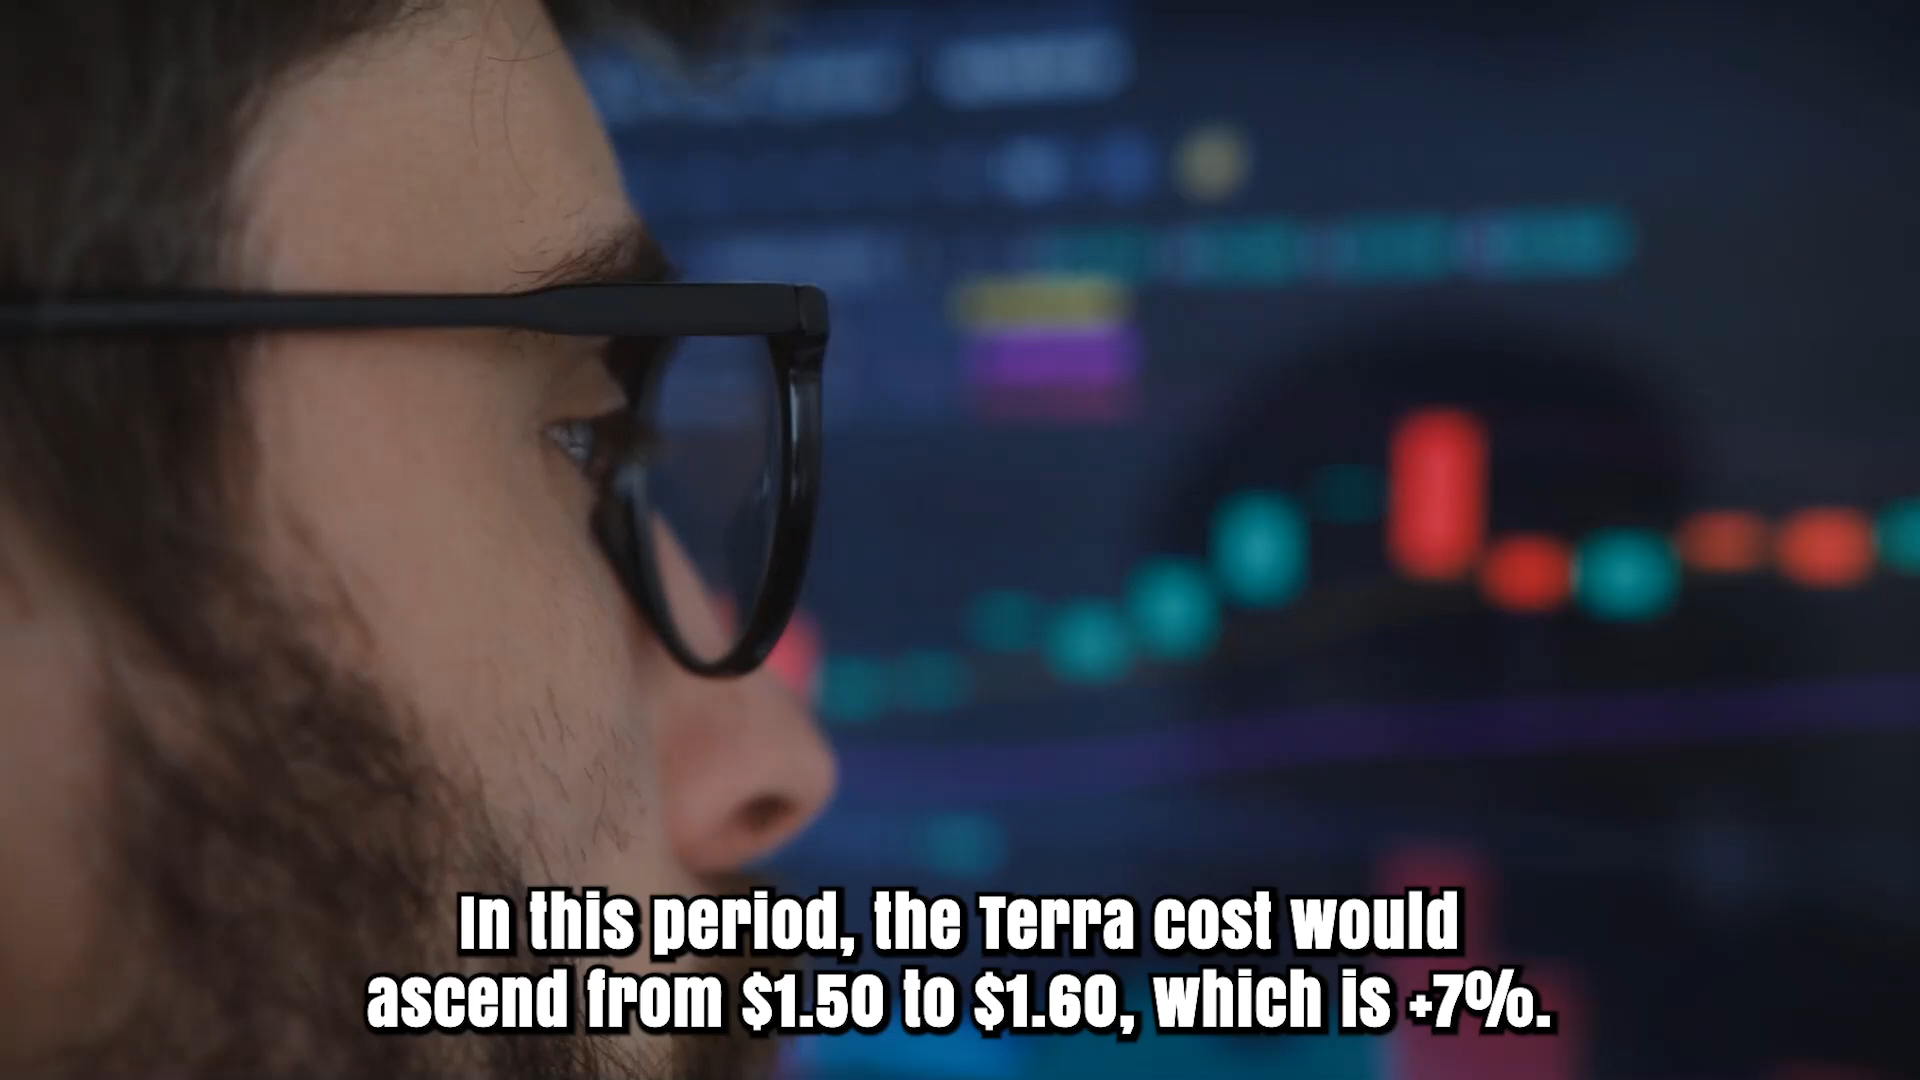 In this period, the Terra cost would
ascend from $1.50 to $1.60, which is +7%.